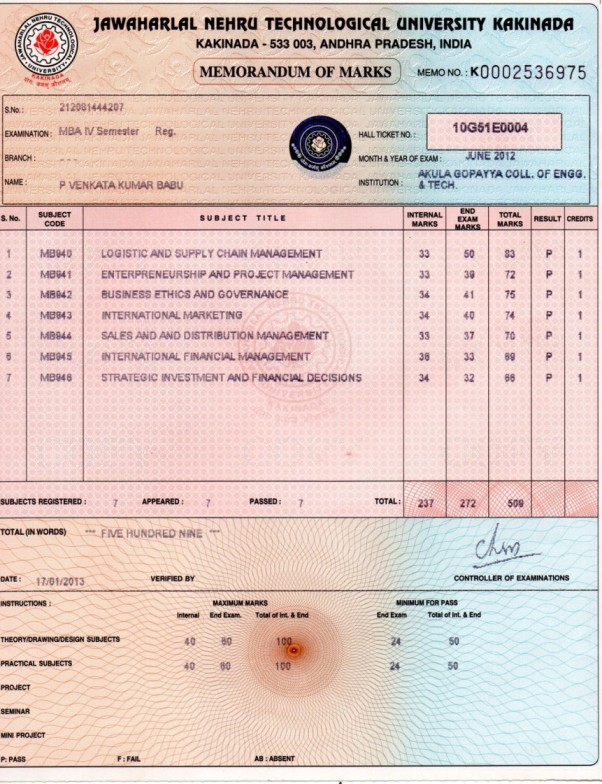 JAWAHARLAL NEHRU TECHNOLOGICAL UNIVERSITY KAKINADA
KAKINADA - 533 003, ANDHRA PRADESH, INDIA
MEMORANDUM OF MARKS MEMO NO. : K0002536975
S.No. : 212081444207
EXAMINATION : MBA IV Semester Reg. HALL TICKET NO. : 10G51E0004
BRANCH : - - - MONTH & YEAR OF EXAM : JUNE 2012
NAME : P VENKATA KUMAR BABU INSTITUTION : AKULA GOPAYYA COLL. OF ENGG. & TECH.
S. No. SUBJECT CODE SUBJECT TITLE INTERNAL MARKS END EXAM MARKS TOTAL MARKS RESULT CREDITS
1 MB940 LOGISTIC AND SUPPLY CHAIN MANAGEMENT 33 50 83 P 1
2 MB941 ENTERPRENEURSHIP AND PROJECT MANAGEMENT 33 39 72 P 1
3 MB942 BUSINESS ETHICS AND GOVERNANCE 34 41 75 P 1
4 MB943 INTERNATIONAL MARKETING 34 40 74 P 1
5 MB944 SALES AND AND DISTRIBUTION MANAGEMENT 33 37 70 P 1
6 MB945 INTERNATIONAL FINANCIAL MANAGEMENT 36 33 69 P 1
7 MB946 STRATEGIC INVESTMENT AND FINANCIAL DECISIONS 34 32 66 P 1
SUBJECTS REGISTERED : 7 APPEARED : 7 PASSED : 7 TOTAL : 237 272 509
TOTAL (IN WORDS) *** FIVE HUNDRED NINE ***
DATE : 17/01/2013 VERIFIED BY CONTROLLER OF EXAMINATIONS
INSTRUCTIONS : MAXIMUM MARKS MINIMUM FOR PASS
Internal End Exam. Total of Int. & End End Exam Total of Int. & End
THEORY/DRAWING/DESIGN SUBJECTS 40 60 100 24 50
PRACTICAL SUBJECTS 40 60 100 24 50
PROJECT
SEMINAR
MINI PROJECT
P: PASS F : FAIL AB : ABSENT